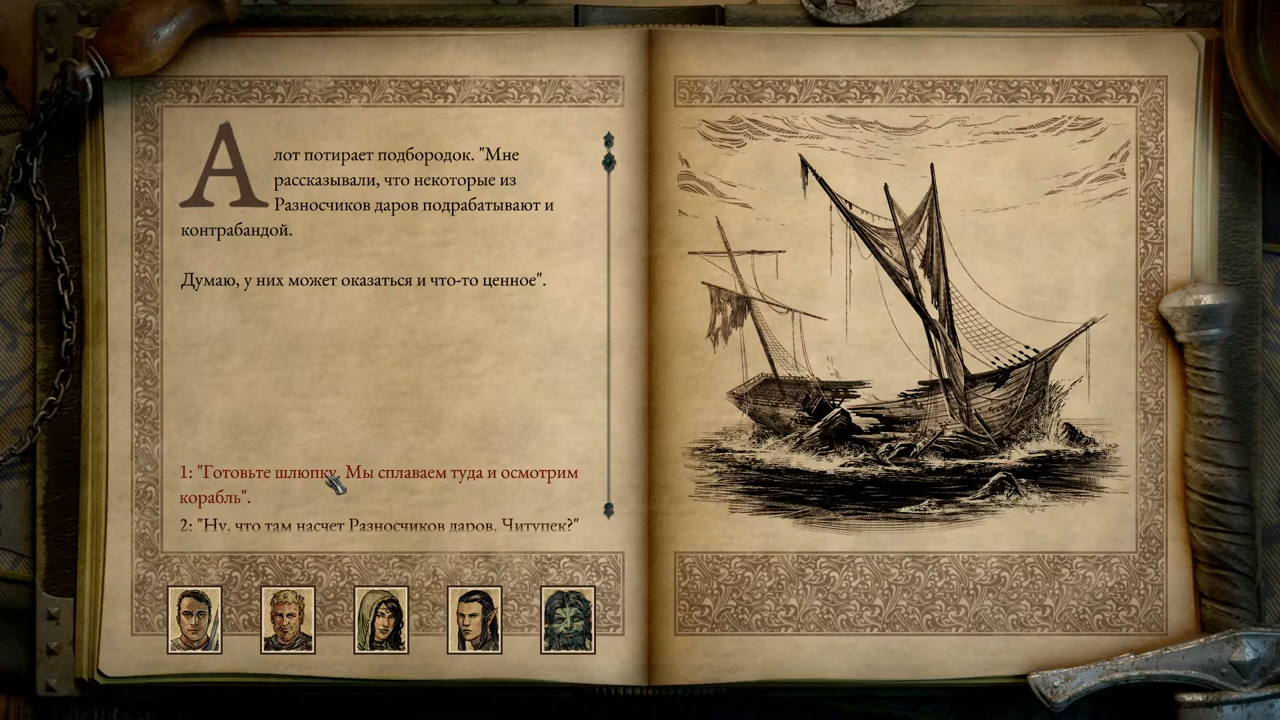 Алот потирает подбородок. "Мне
рассказывали, что некоторые из
Разносчиков даров подрабатывают и
контрабандой.
Думаю, у них может оказаться и что-то ценное".
1: "Готовьте шлюпку. Мы сплаваем туда и осмотрим
корабль".
2: "Ну, что там насчет Разносчиков даров, Читупек?"